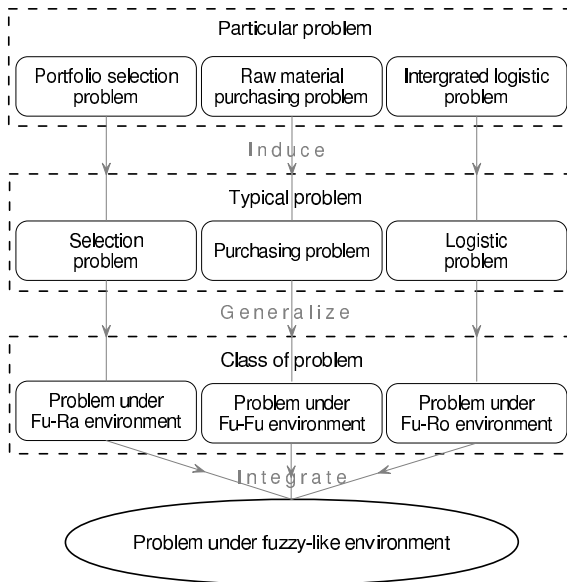 Particular problem
Portfolio selection
problem
Raw material
purchasing problem
Intergrated logistic
problem
Induce
Typical problem
Selection
problem
Purchasing problem
Logistic
problem
Generalize
Class of problem
Problem under
Fu-Ra environment
Problem under
Fu-Fu environment
Problem under
Fu-Ro environment
Integrate
Problem under fuzzy-like environment